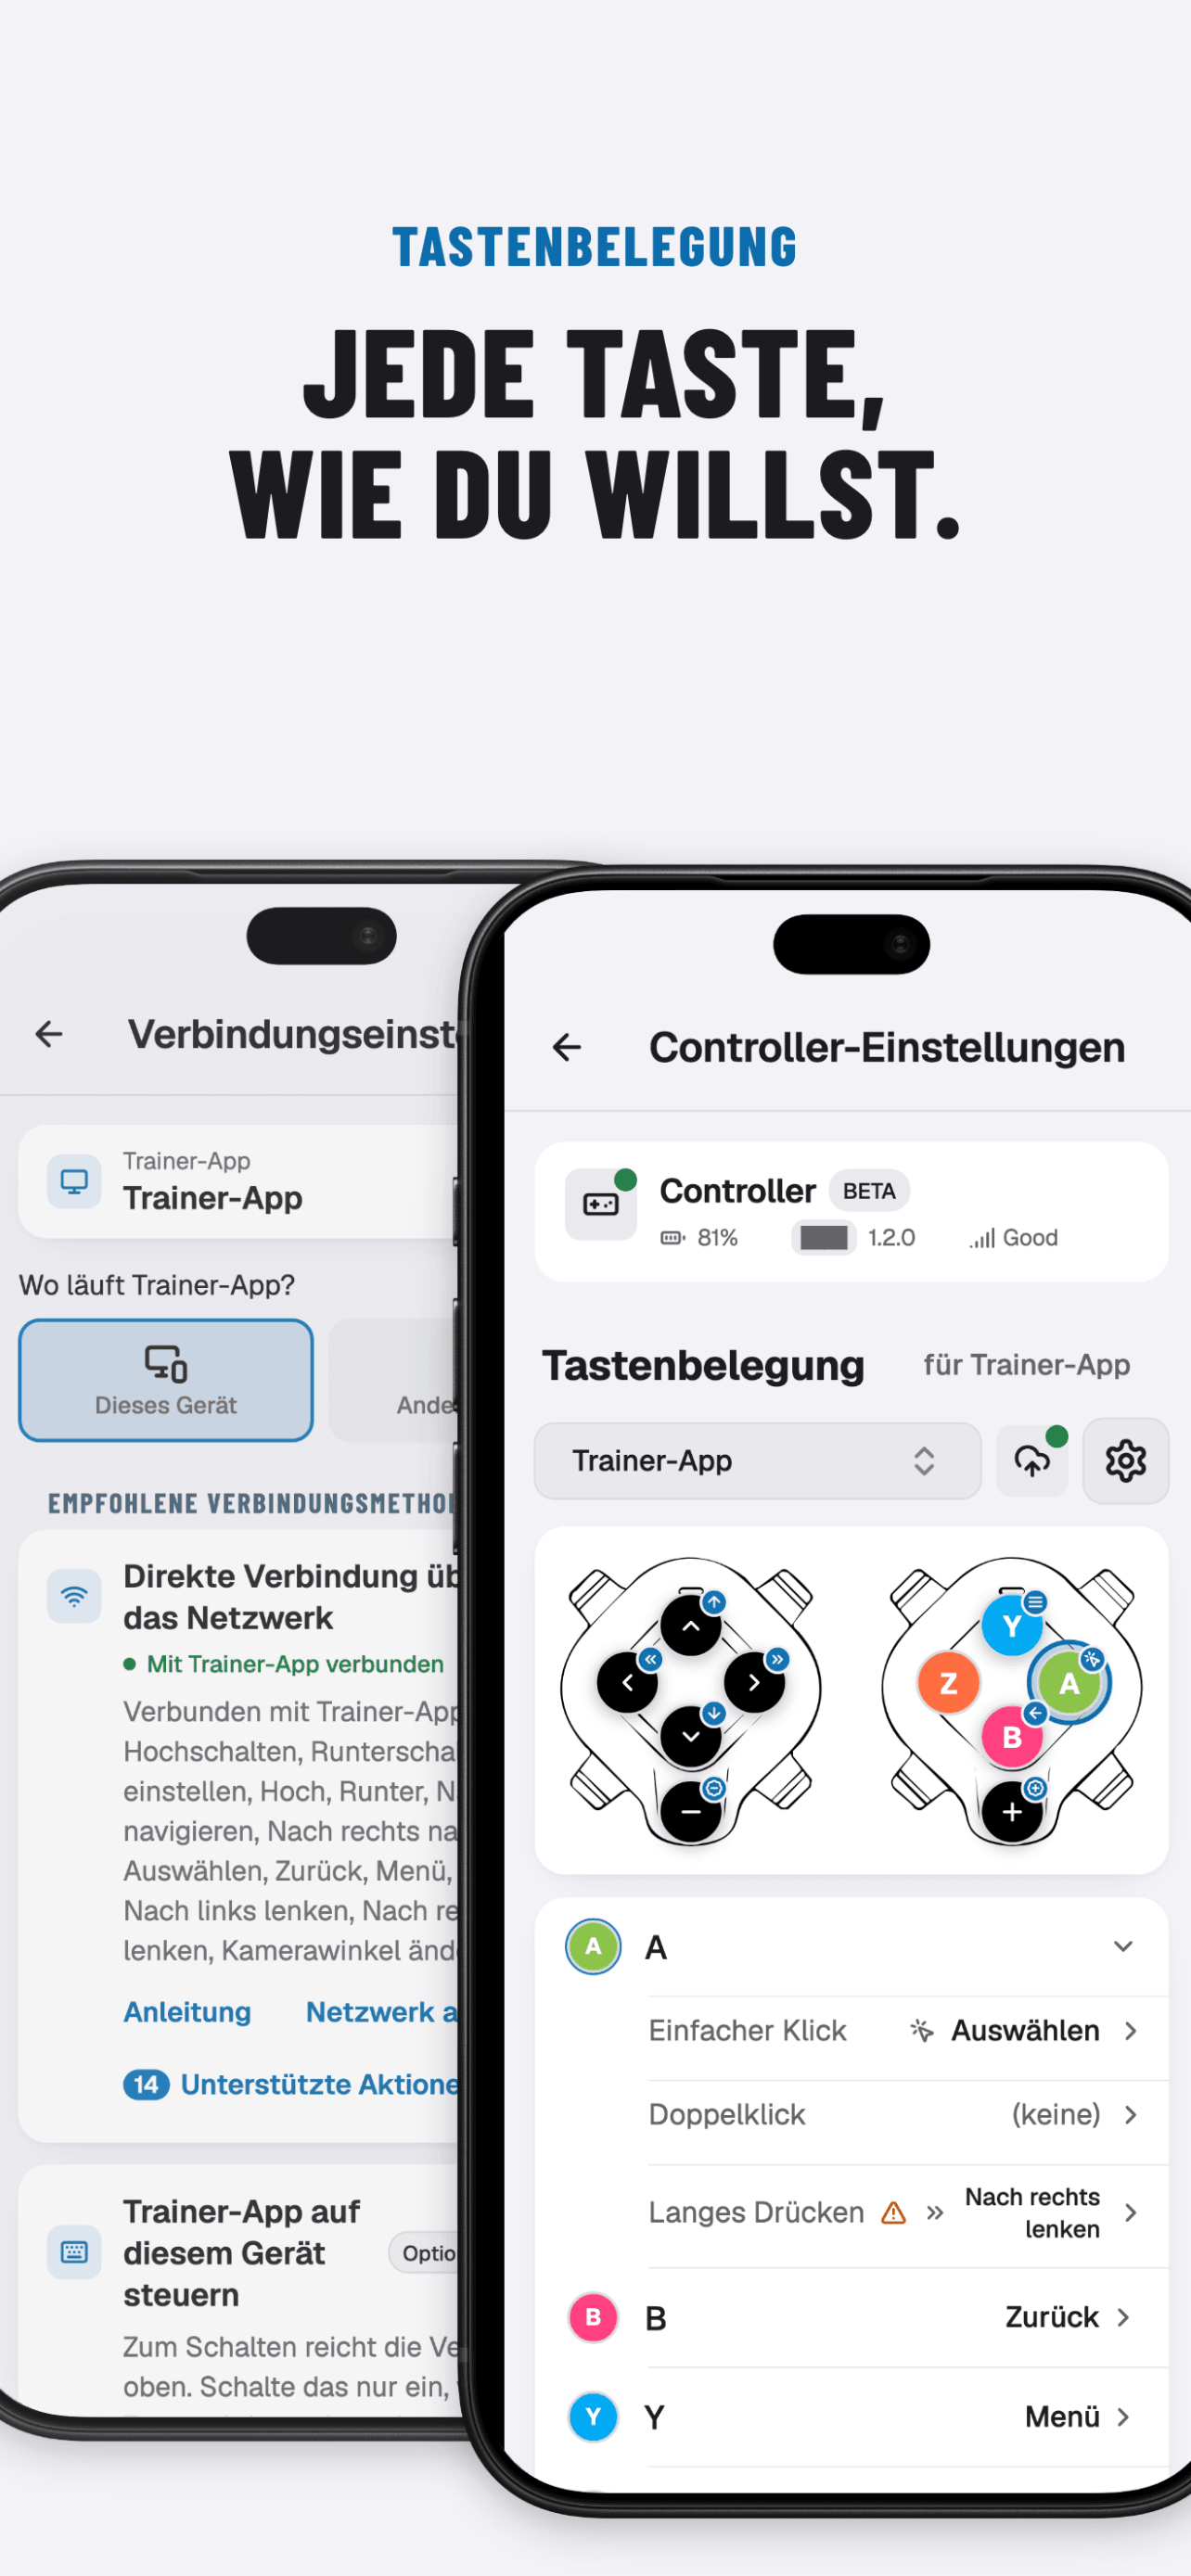 TASTENBELEGUNG
JEDE TASTE,
WIE DU WILLST.
Verbindungseinst
Trainer-App
Trainer-App
Wo läuft Trainer-App?
Dieses Gerät
Ande
EMPFOHLENE VERBINDUNGSMETHO
Direkte Verbindung üb
das Netzwerk
Mit Trainer-App verbunden
Verbunden mit Trainer-App
Hochschalten, Runterscha
einstellen, Hoch, Runter, N
navigieren, Nach rechts na
Auswählen, Zurück, Menü,
Nach links lenken, Nach re
lenken, Kamerawinkel änd
Anleitung Netzwerk a
14 Unterstützte Aktione
Trainer-App auf
diesem Gerät
steuern
Optio
Zum Schalten reicht die Ve
oben. Schalte das nur ein,
Controller-Einstellungen
Controller BETA
81% 1.2.0 Good
Tastenbelegung für Trainer-App
Trainer-App
Y
Z A
B
A A
Einfacher Klick Auswählen
Doppelklick (keine)
Langes Drücken Nach rechts
lenken
B B Zurück
Y Y Menü